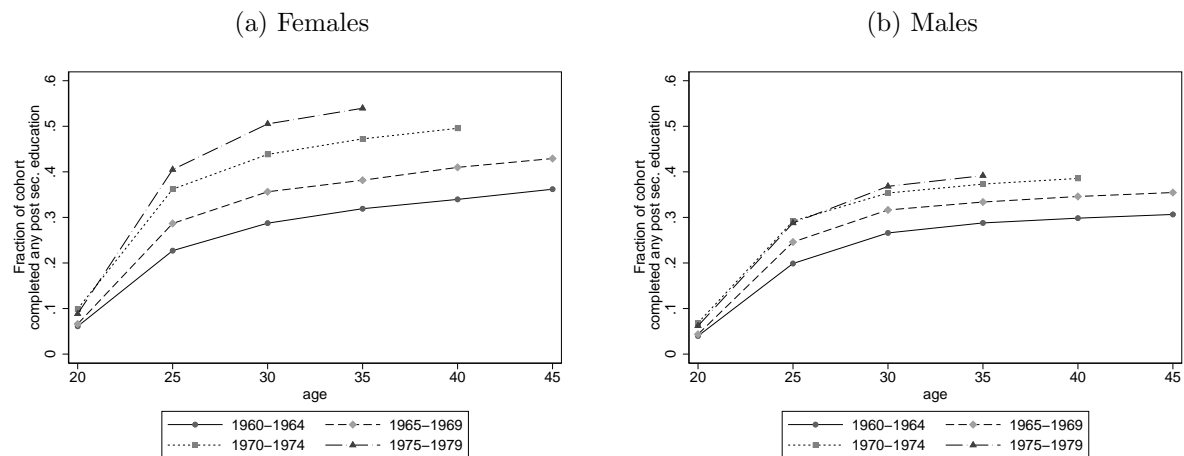 (a) Females
Fraction of cohort
completed any post sec. education
.6
.5
.4
.3
.2
.1
0
20 25 30 35 40 45
age
1960−1964 1965−1969
1970−1974 1975−1979
(b) Males
Fraction of cohort
completed any post sec. education
.6
.5
.4
.3
.2
.1
0
20 25 30 35 40 45
age
1960−1964 1965−1969
1970−1974 1975−1979